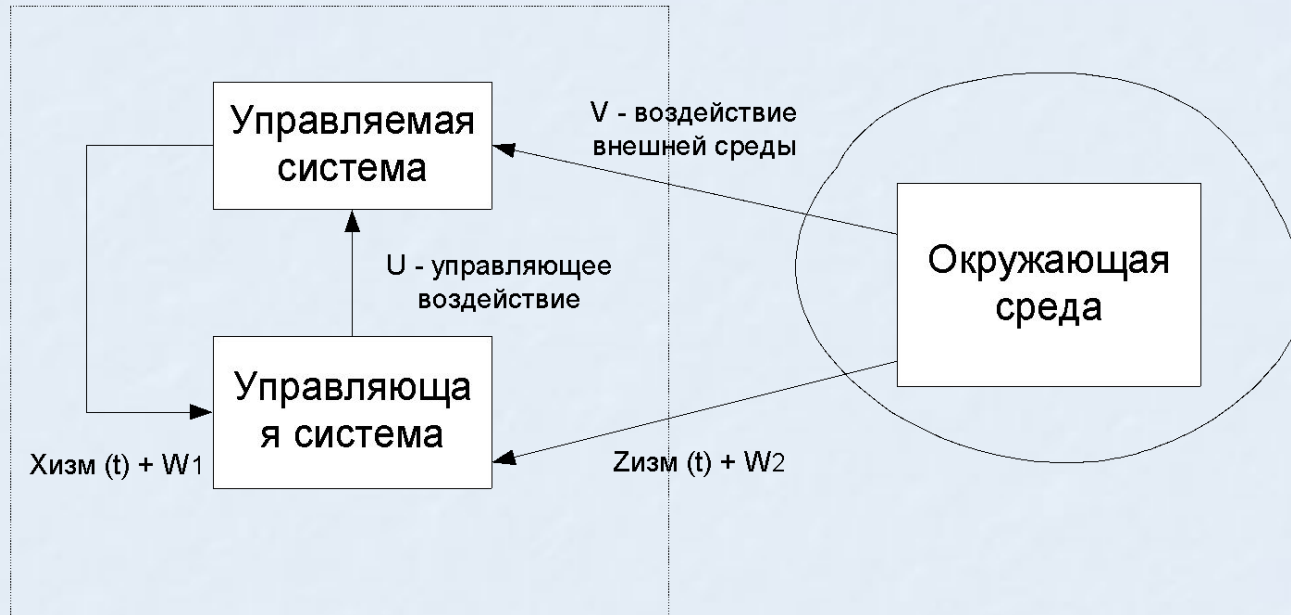 Управляемая
система
V - воздействие
внешней среды
Окружающая
среда
U - управляющее
воздействие
Управляюща
я система
Xизм (t) + W1
Zизм (t) + W2